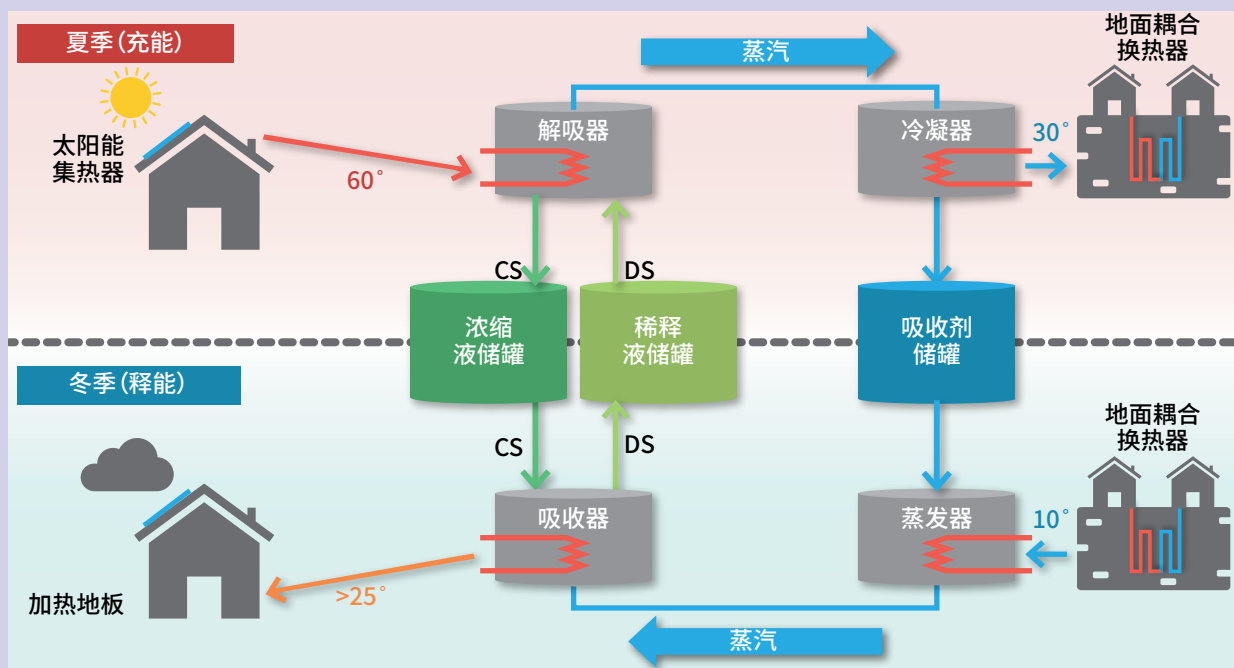 夏季（充能）
蒸汽
地面耦合
换热器
太阳能
集热器
60°
解吸器
冷凝器
30°
CS
DS
浓缩
液储罐
稀释
液储罐
吸收剂
储罐
冬季（释能）
CS
DS
地面耦合
换热器
吸收器
蒸发器
10°
加热地板
>25°
蒸汽